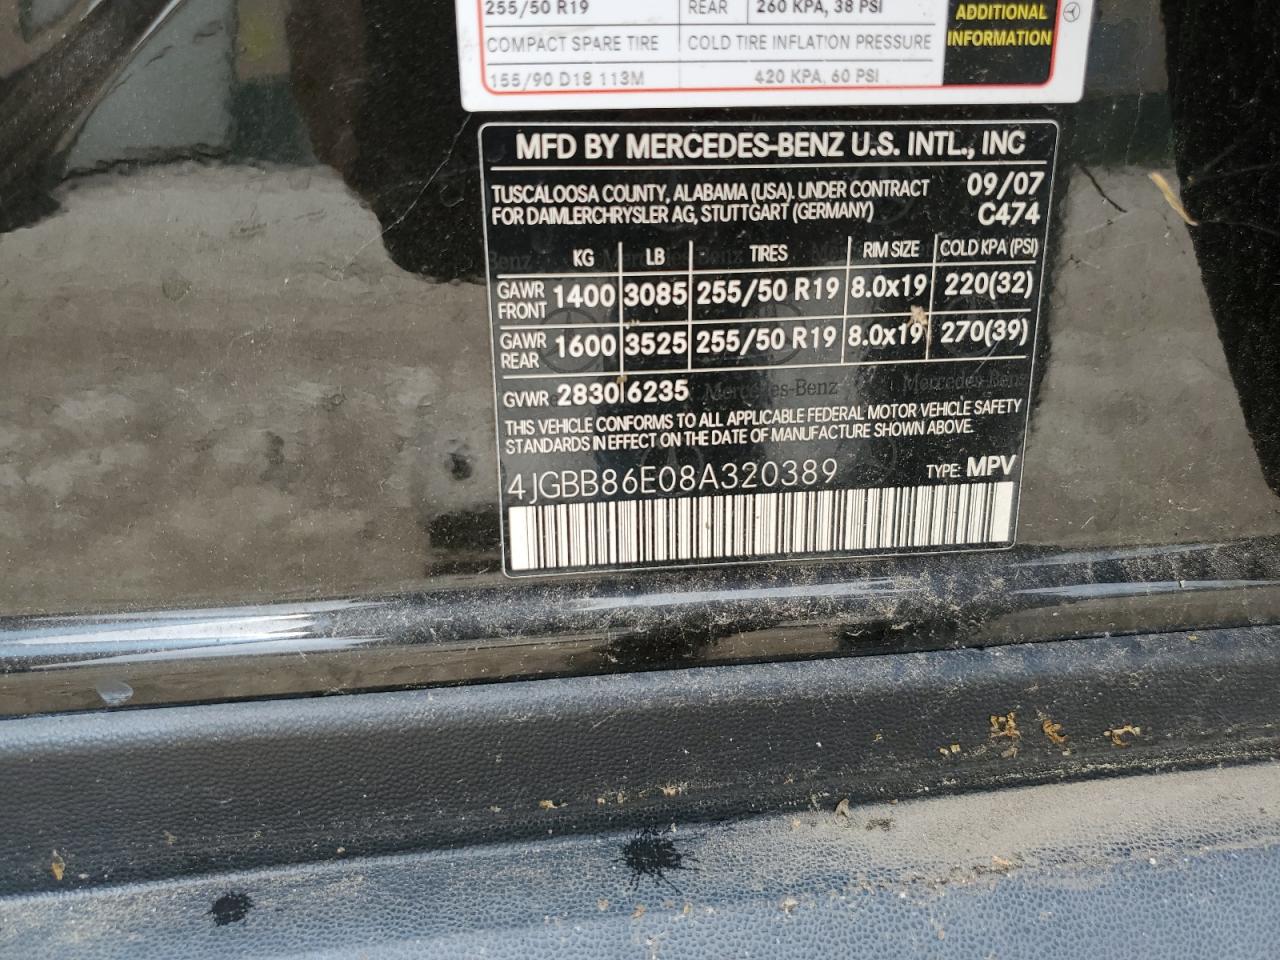 255/50 R19 REAR 260 KPA, 38 PSI
COMPACT SPARE TIRE COLD TIRE INFLATION PRESSURE
155/90 D18 113M 420 KPA, 60 PSI
ADDITIONAL
INFORMATION
MFD BY MERCEDES-BENZ U.S. INTL., INC
TUSCALOOSA COUNTY, ALABAMA (USA). UNDER CONTRACT 09/07
FOR DAIMLERCHRYSLER AG, STUTTGART (GERMANY) C474
KG LB TIRES RIM SIZE COLD KPA (PSI)
GAWR FRONT 1400 3085 255/50 R19 8.0x19 220(32)
GAWR REAR 1600 3525 255/50 R19 8.0x19 270(39)
GVWR 2830 6235 Mercedes-Benz Mercedes-Benz
THIS VEHICLE CONFORMS TO ALL APPLICABLE FEDERAL MOTOR VEHICLE SAFETY
STANDARDS IN EFFECT ON THE DATE OF MANUFACTURE SHOWN ABOVE.
4JGBB86E08A320389 TYPE: MPV